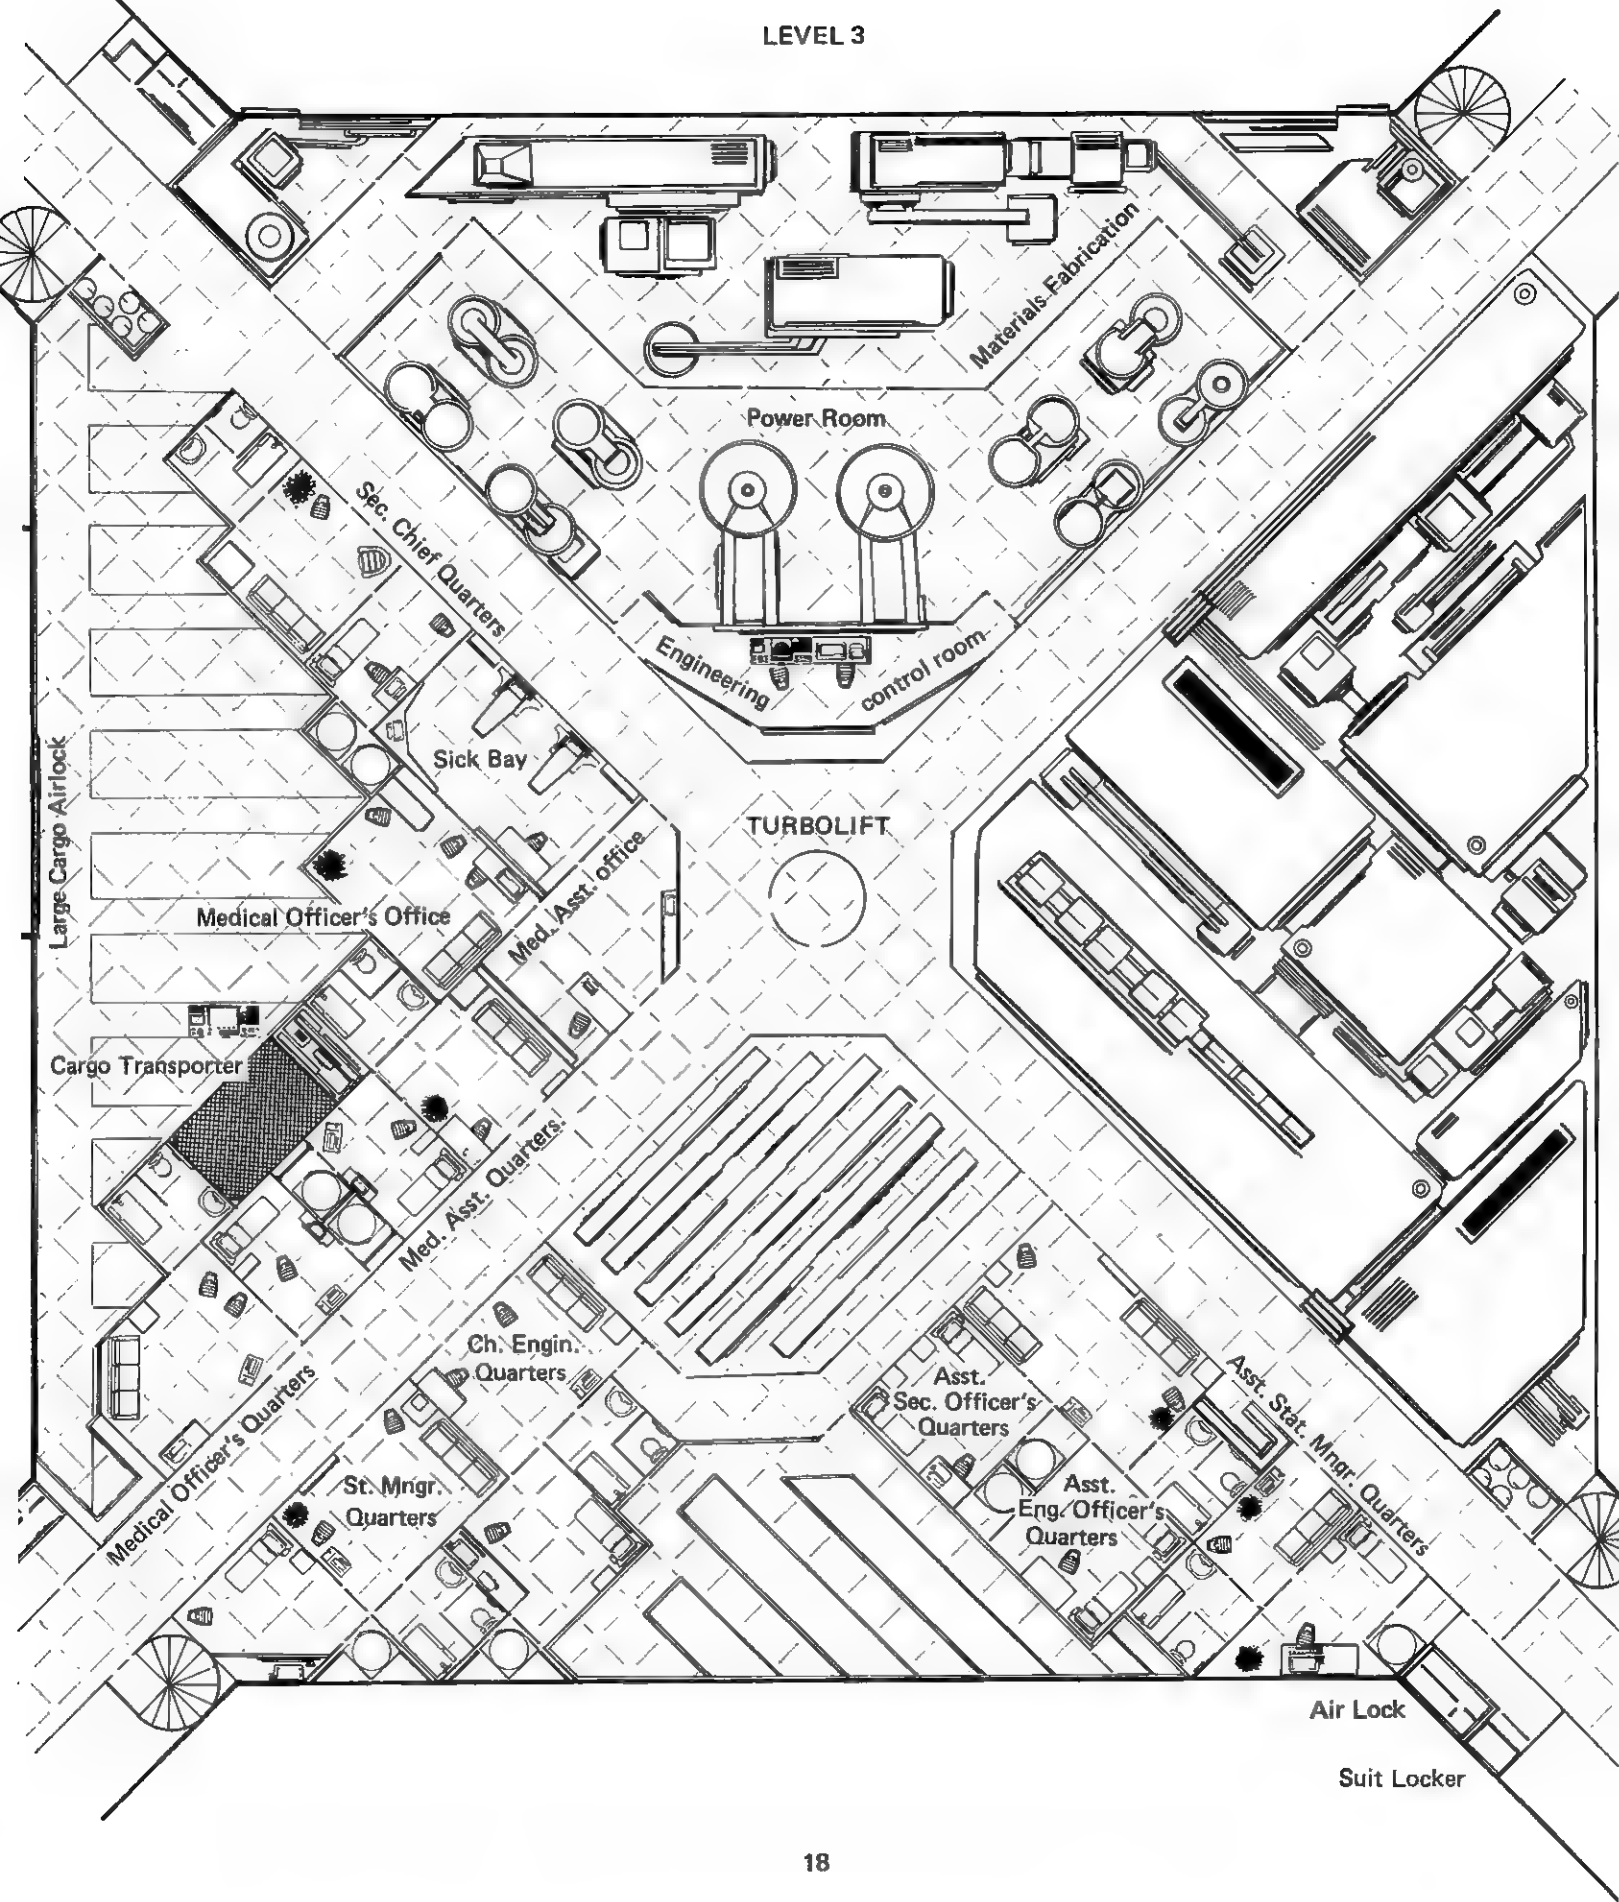 LEVEL 3
Materials Fabrication
Power Room
Sec. Chief Quarters
Engineering
control room
Sick Bay
Large Cargo Airlock
TURBOLIFT
Med. Asst. office
Medical Officer's Office
Cargo Transporter
Med. Asst. Quarters.
Ch. Engin.
Quarters
Asst.
Sec. Officer's
Quarters
Asst. Stat. Mngr. Quarters
Medical Officer's Quarters
St. Mngr.
Quarters
Asst.
Eng. Officer's
Quarters
Air Lock
Suit Locker
18